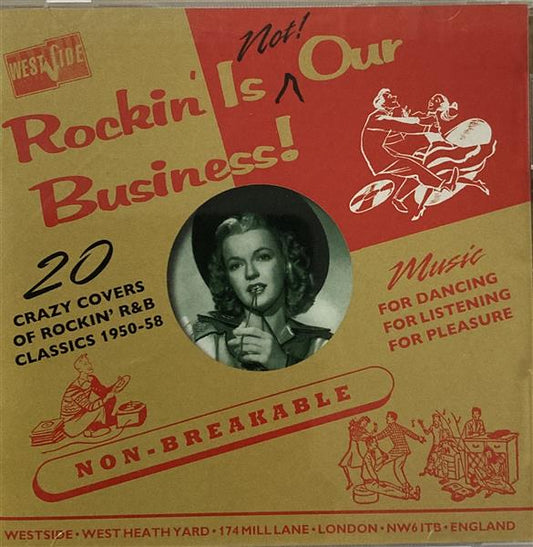 WESTSIDE
Not!
Rockin' Is ^ Our
Business!
20
CRAZY COVERS
OF ROCKIN' R&B
CLASSICS 1950-58
Music
FOR DANCING
FOR LISTENING
FOR PLEASURE
NON-BREAKABLE
WESTSIDE • WEST HEATH YARD • 174 MILL LANE • LONDON • NW6 1TB • ENGLAND